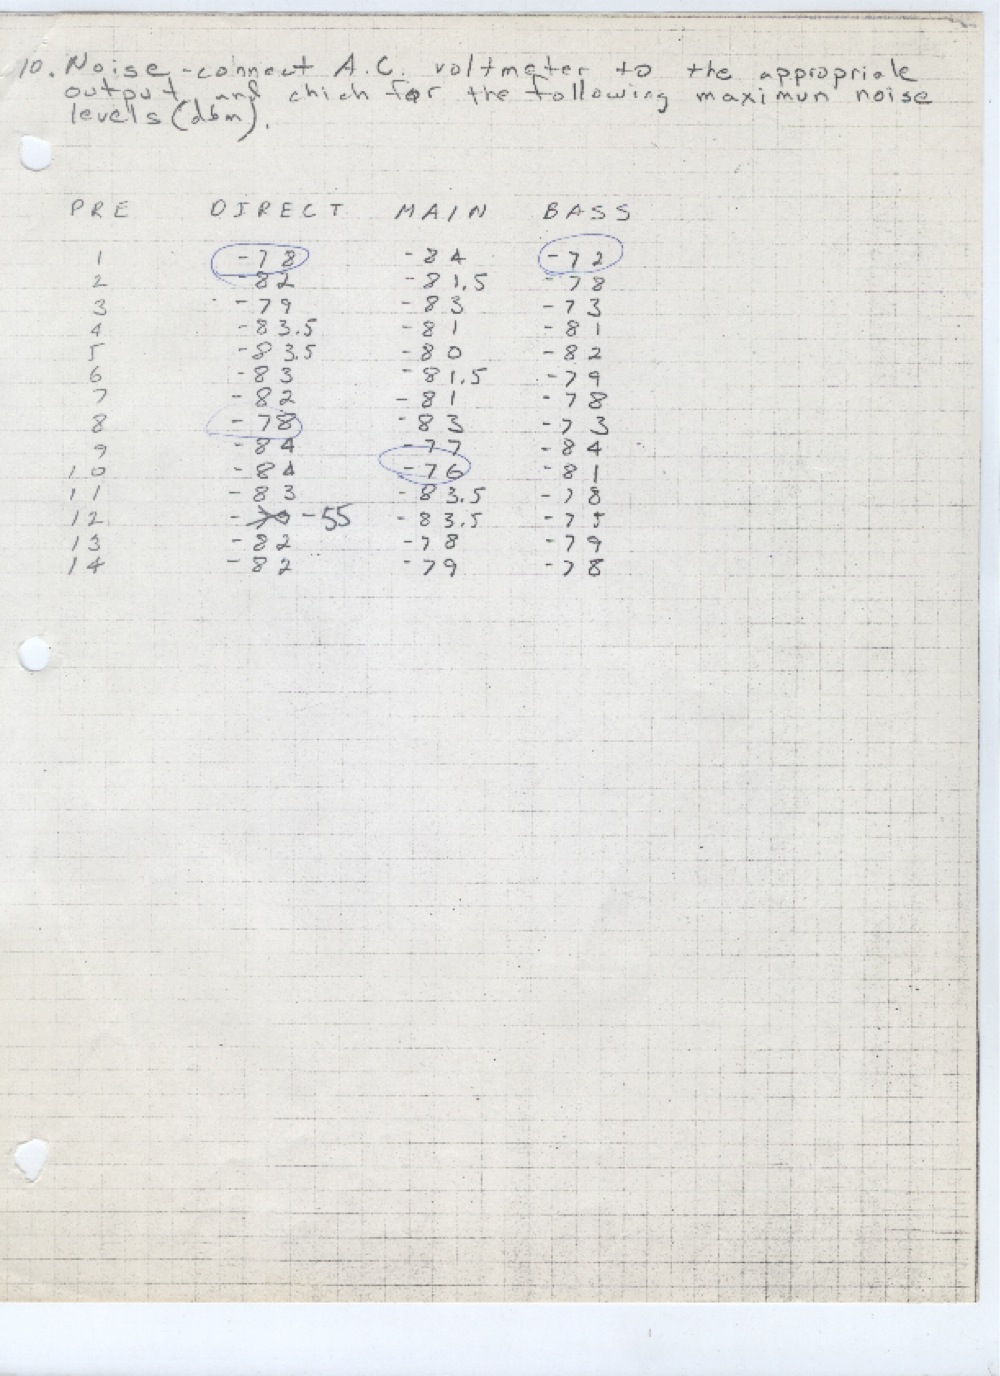 10. Noise - connect A.C. voltmeter to the appropriate
output and chich for the following maximun noise
levels (dbm).
PRE DIRECT MAIN BASS
1 -78 -84 -72
2 -82 -81.5 -78
3 -79 -83 -73
4 -83.5 -81 -81
5 -83.5 -80 -82
6 -83 -81.5 -79
7 -82 -81 -78
8 -78 -83 -73
9 -84 -77 -84
10 -84 -76 -81
11 -83 -83.5 -78
12 -55 -83.5 -75
13 -82 -78 -79
14 -82 -79 -78